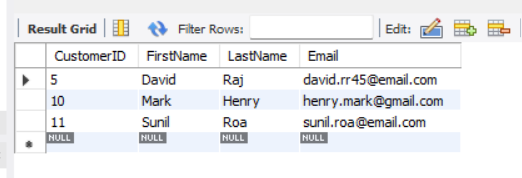 Result Grid Filter Rows: Edit:
CustomerID FirstName LastName Email
5 David Raj david.rr45@email.com
10 Mark Henry henry.mark@gmail.com
11 Sunil Roa sunil.roa@email.com
NULL NULL NULL NULL